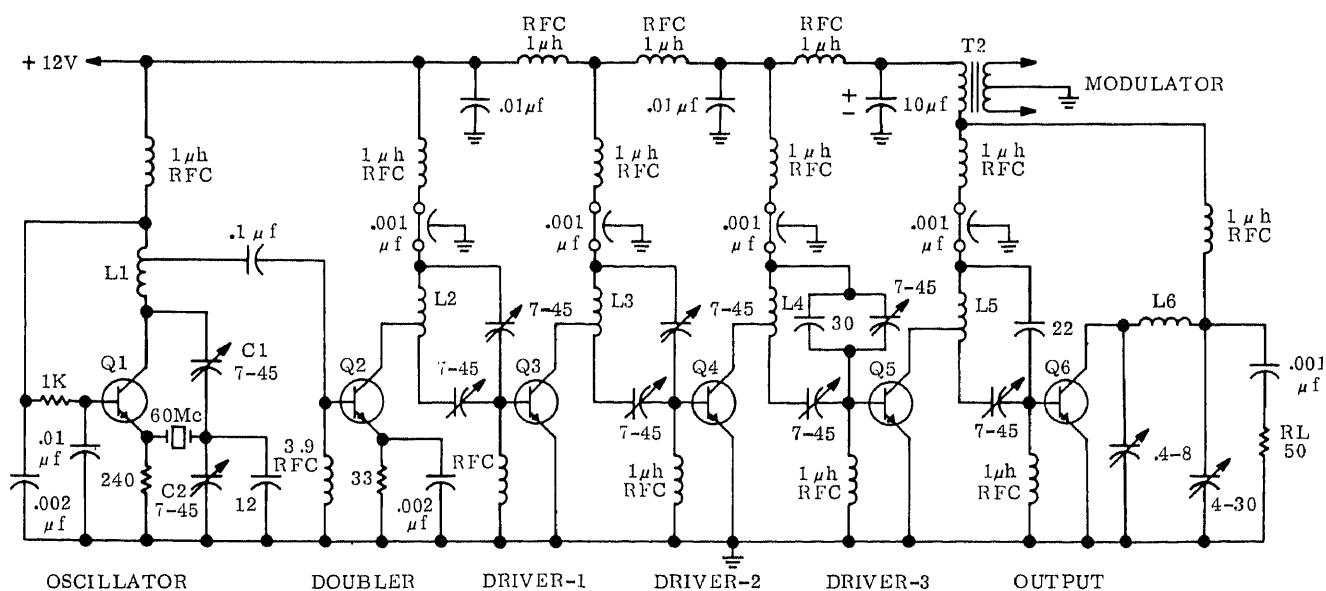 RFC
1μh
RFC
1μh
RFC
1μh
T2
+ 12V
.01μf
.01μf
+
−
10μf
MODULATOR
1μh
RFC
1μh
RFC
1μh
RFC
1μh
RFC
1μh
RFC
1μh
RFC
.001
μf
.001
μf
.001
μf
.001
μf
.1μf
L1
L2
7-45
L3
7-45
L4
30
7-45
L5
22
L6
Q1
C1
7-45
Q2
Q3
Q4
Q5
Q6
.001
μf
1K
60Mc
7-45
7-45
7-45
7-45
.01
μf
240
C2
7-45
12
3.9
RFC
33
.002
μf
RFC
1μh
RFC
1μh
RFC
1μh
RFC
.4-8
4-30
RL
50
.002
μf
OSCILLATOR
DOUBLER
DRIVER-1
DRIVER-2
DRIVER-3
OUTPUT